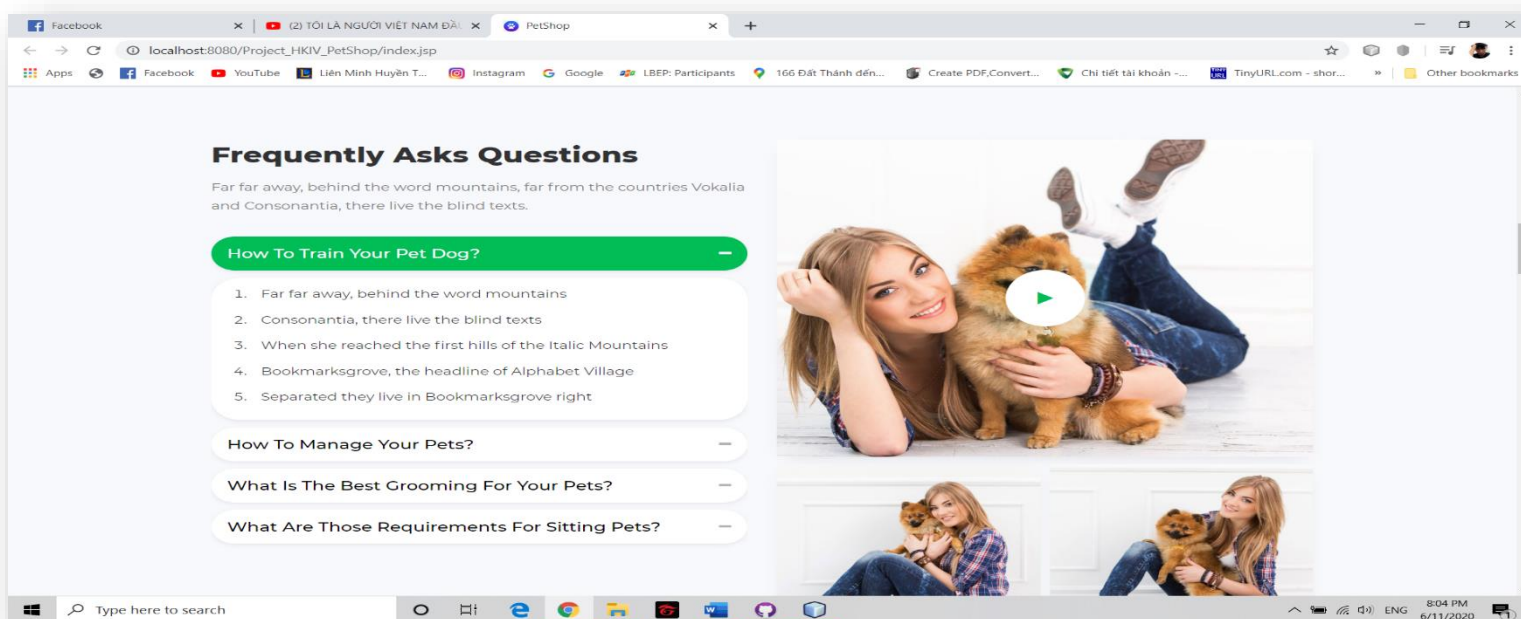 Facebook
(2) TÔI LÀ NGƯỜI VIỆT NAM ĐẦU
PetShop
localhost:8080/Project_HKIV_PetShop/index.jsp
Apps Facebook YouTube Liên Minh Huyền T... Instagram Google LBEP: Participants 166 Đất Thánh đến... Create PDF,Convert... Chi tiết tài khoản -... TinyURL.com - shor... » Other bookmarks
Frequently Asks Questions
Far far away, behind the word mountains, far from the countries Vokalia
and Consonantia, there live the blind texts.
How To Train Your Pet Dog?
1. Far far away, behind the word mountains
2. Consonantia, there live the blind texts
3. When she reached the first hills of the Italic Mountains
4. Bookmarksgrove, the headline of Alphabet Village
5. Separated they live in Bookmarksgrove right
How To Manage Your Pets?
What Is The Best Grooming For Your Pets?
What Are Those Requirements For Sitting Pets?
Type here to search
ENG
8:04 PM
6/11/2020